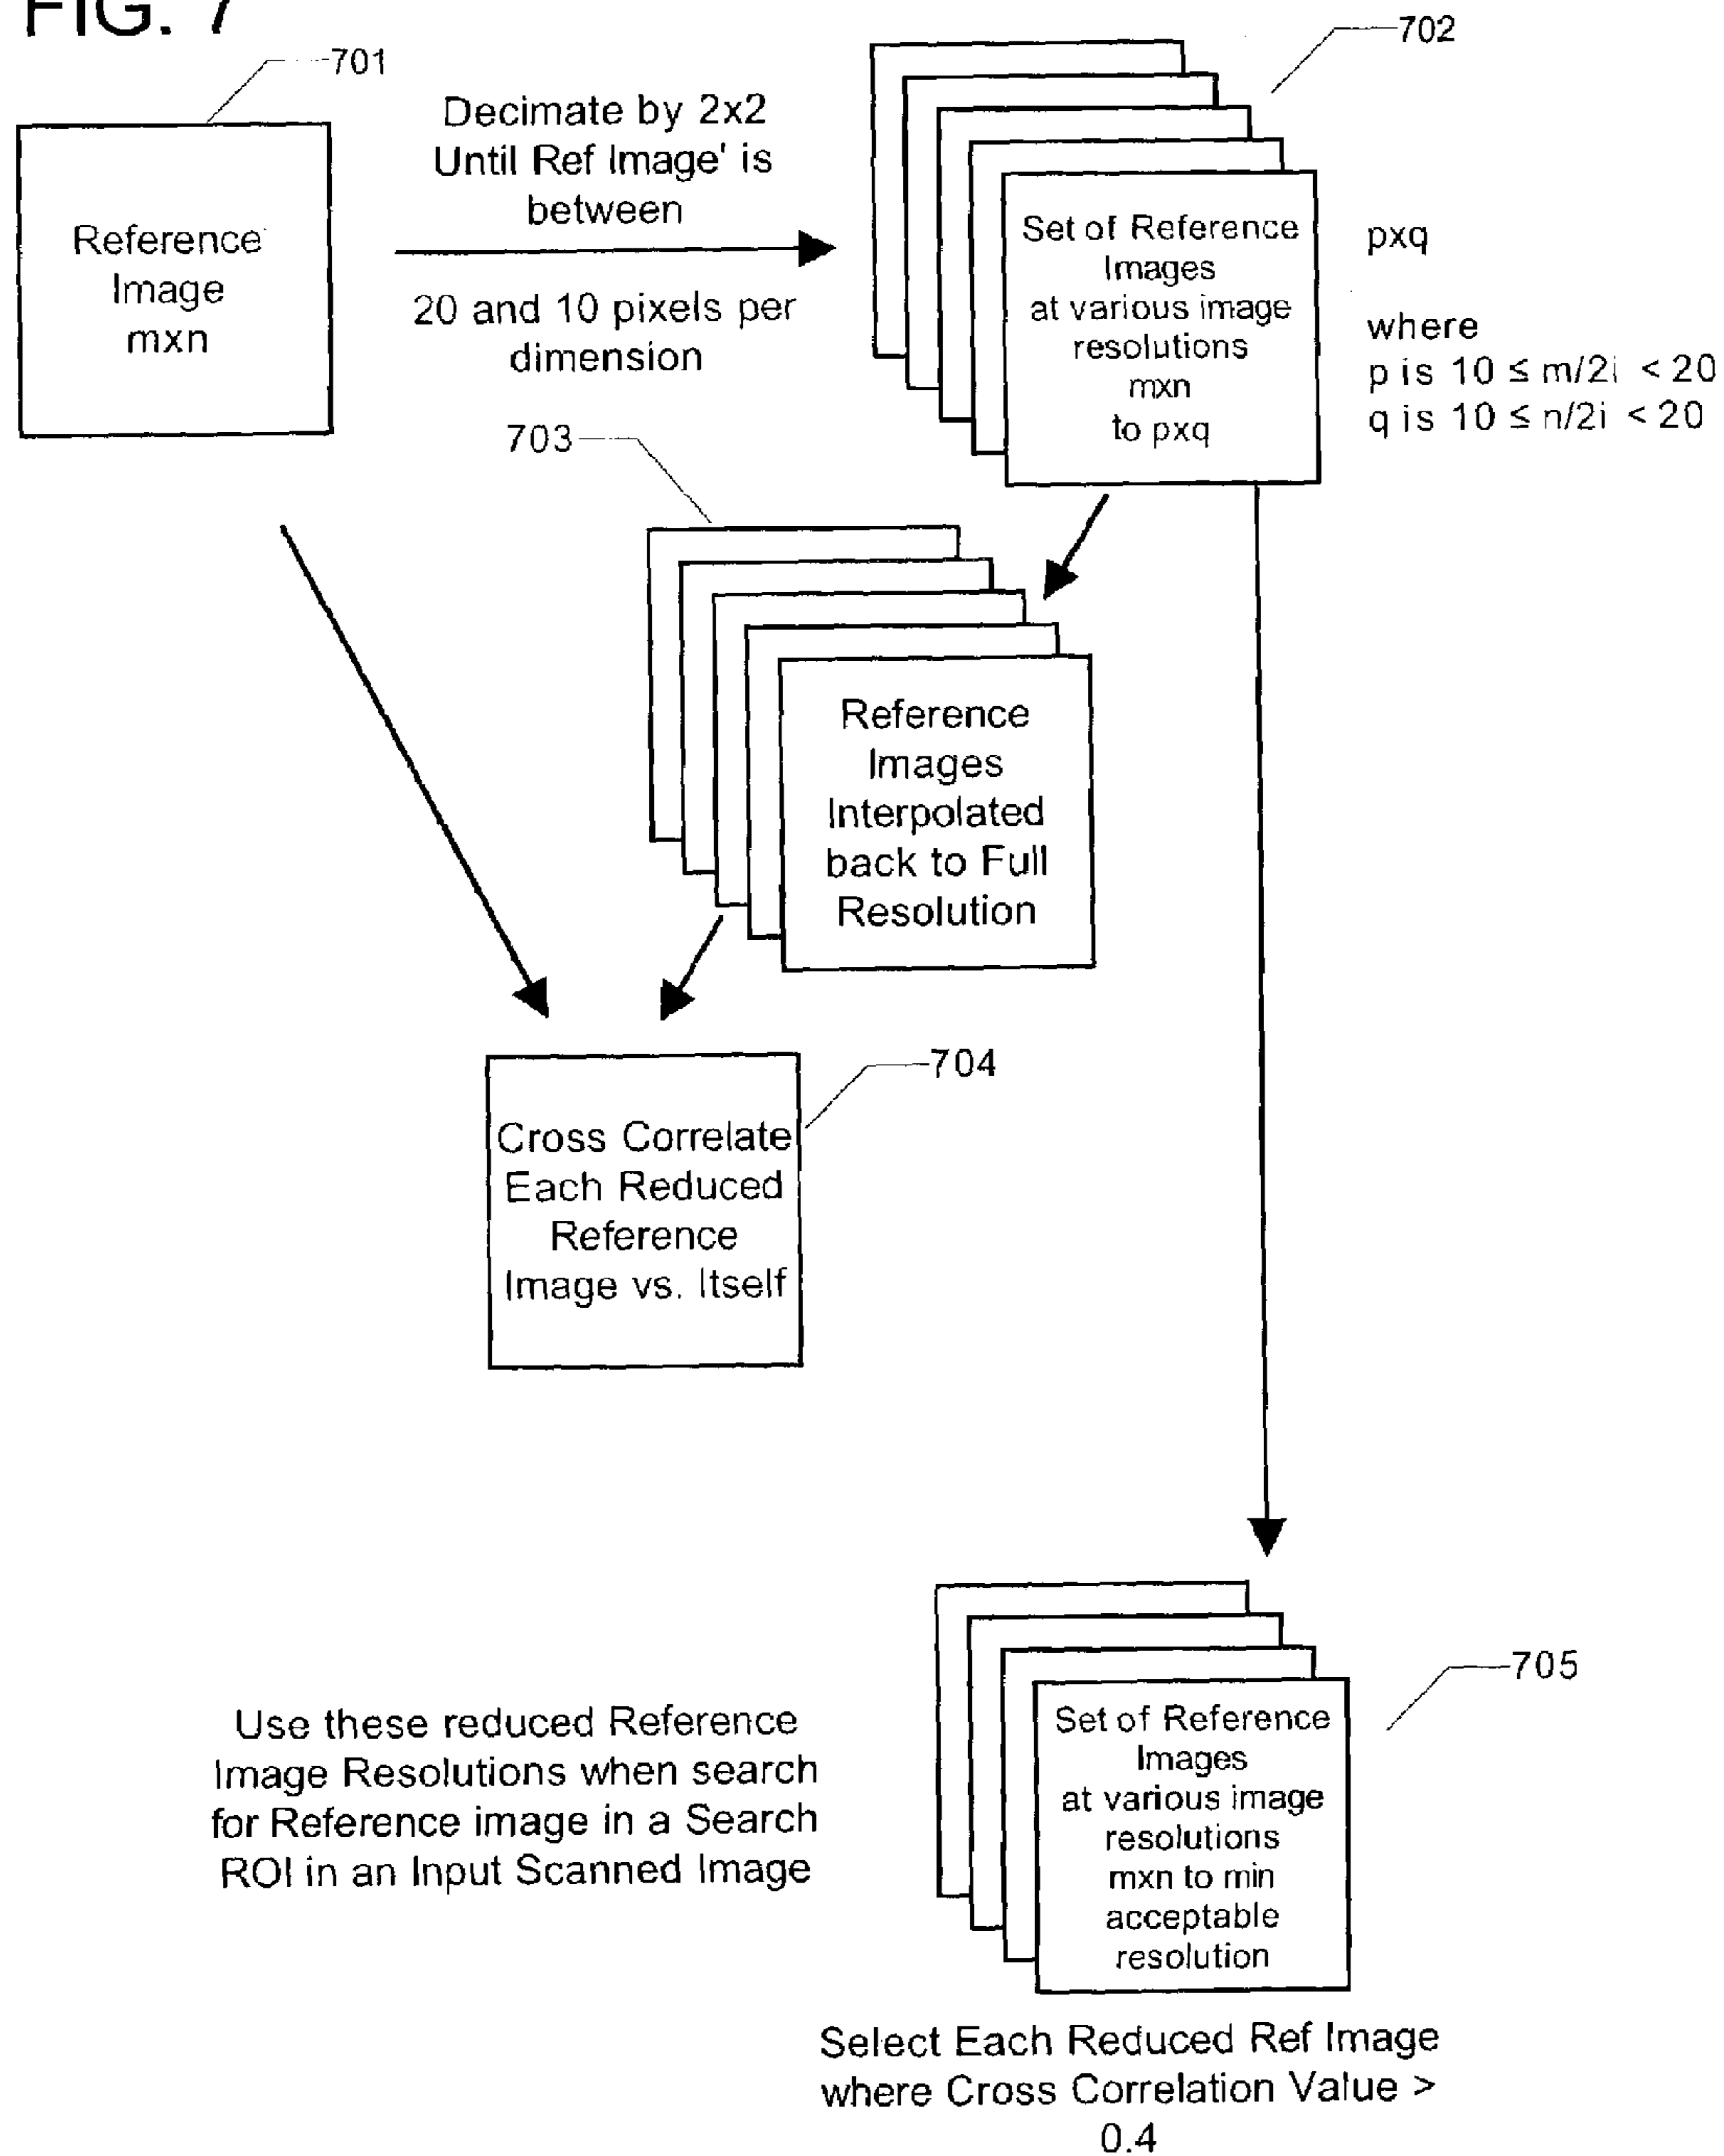 FIG. 7
701
702
Decimate by 2x2
Until Ref Image' is
between
20 and 10 pixels per
dimension
Reference
Image
mxn
Set of Reference
Images
at various image
resolutions
mxn
to pxq
pxq
where
p is 10 ≤ m/2i < 20
q is 10 ≤ n/2i < 20
703
Reference
Images
Interpolated
back to Full
Resolution
704
Cross Correlate
Each Reduced
Reference
Image vs. Itself
705
Use these reduced Reference
Image Resolutions when search
for Reference image in a Search
ROI in an Input Scanned Image
Set of Reference
Images
at various image
resolutions
mxn to min
acceptable
resolution
Select Each Reduced Ref Image
where Cross Correlation Value >
0.4